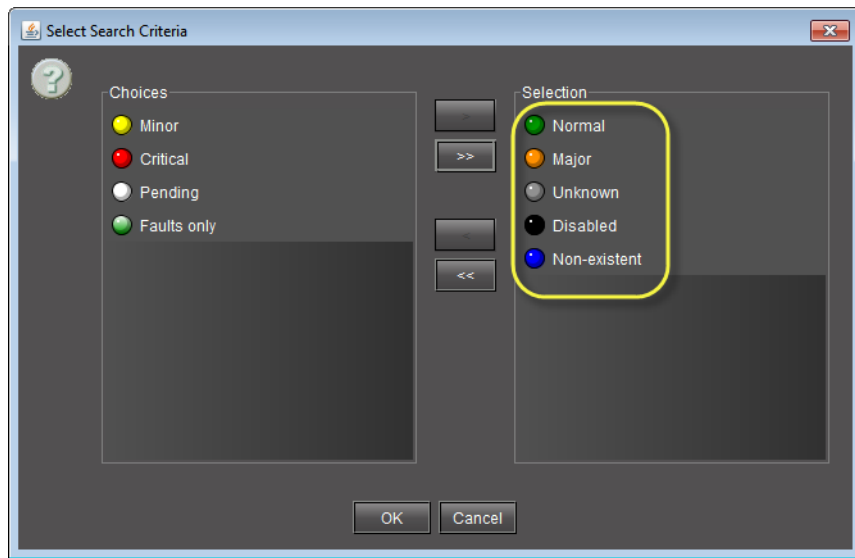 Select Search Criteria
?
Choices
Minor
Critical
Pending
Faults only
>
>>
<
<<
Selection
Normal
Major
Unknown
Disabled
Non-existent
OK
Cancel